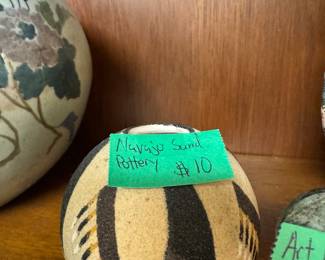 Navajo Sand
Pottery $10
Art